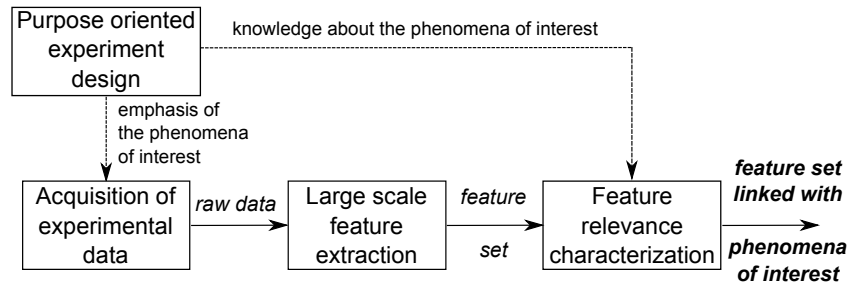 Purpose oriented
experiment
design
knowledge about the phenomena of interest
emphasis of
the phenomena
of interest
Acquisition of
experimental
data
raw data
Large scale
feature
extraction
feature
set
Feature
relevance
characterization
feature set
linked with
phenomena
of interest